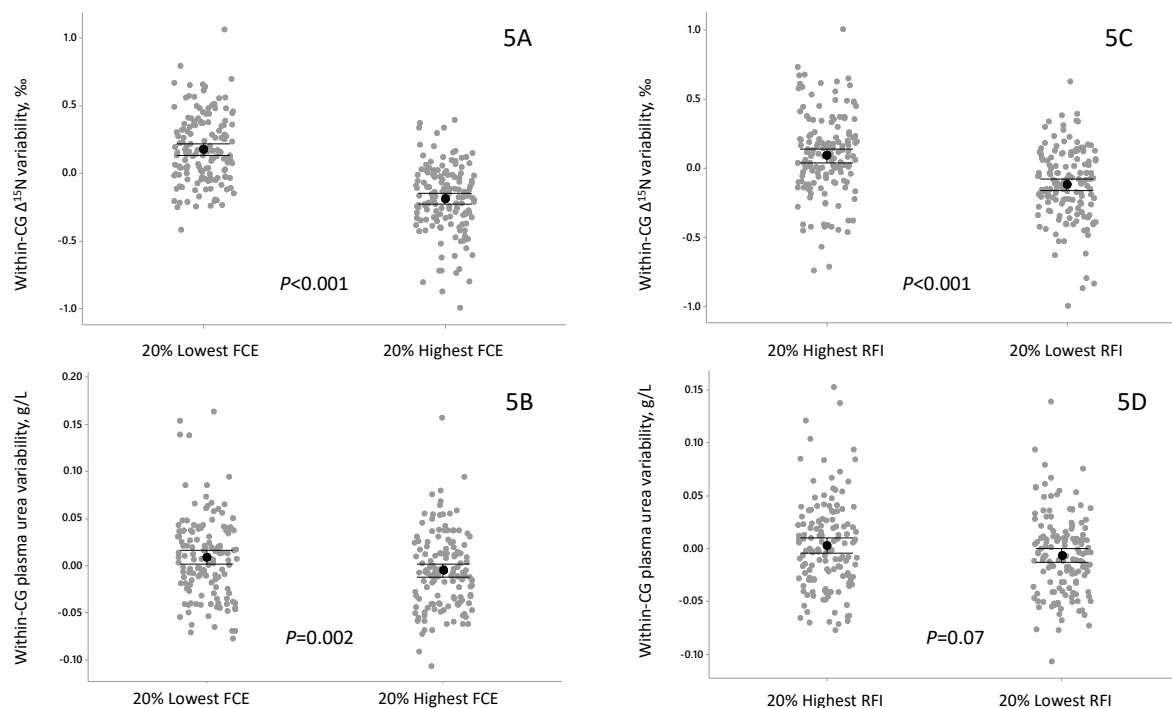 5A
Within-CG Δ¹⁵N variability, ‰
1.0
0.5
0.0
-0.5
-1.0
P<0.001
20% Lowest FCE
20% Highest FCE
5C
Within-CG Δ¹⁵N variability, ‰
1.0
0.5
0.0
-0.5
-1.0
P<0.001
20% Highest RFI
20% Lowest RFI
5B
Within-CG plasma urea variability, g/L
0.20
0.15
0.10
0.05
0.00
-0.05
-0.10
P=0.002
20% Lowest FCE
20% Highest FCE
5D
Within-CG plasma urea variability, g/L
0.15
0.10
0.05
0.00
-0.05
-0.10
P=0.07
20% Highest RFI
20% Lowest RFI